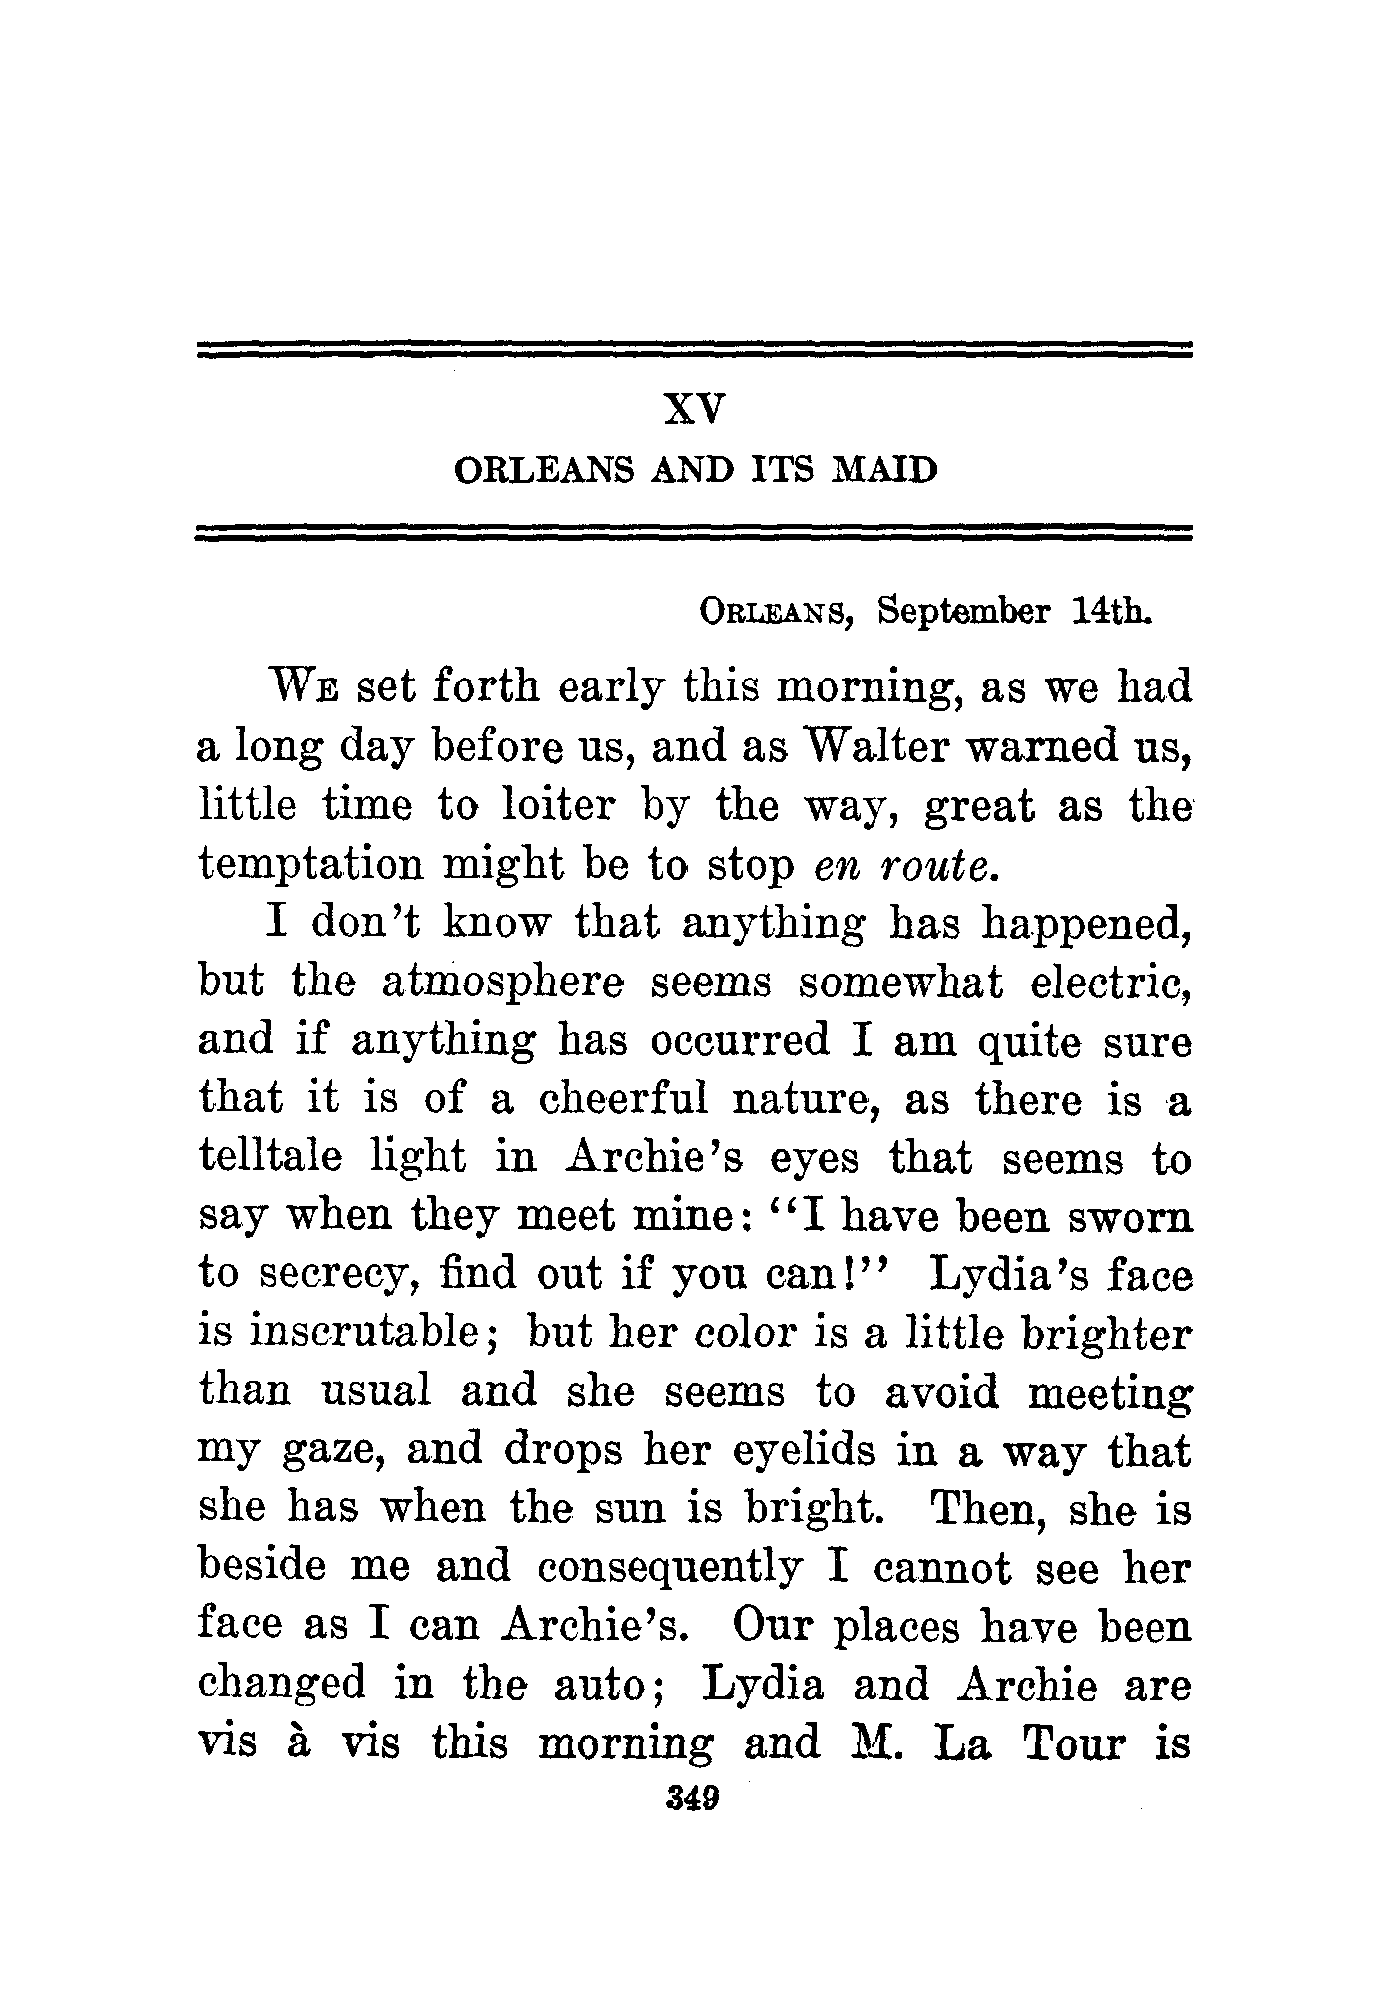 XV
ORLEANS AND ITS MAID
ORLEANS, September 14th.
WE set forth early this morning, as we had
a long day before us, and as Walter warned us,
little time to loiter by the way, great as the
temptation might be to stop en route.
I don't know that anything has happened,
but the atmosphere seems somewhat electric,
and if anything has occurred I am quite sure
that it is of a cheerful nature, as there is a
telltale light in Archie's eyes that seems to
say when they meet mine: "I have been sworn
to secrecy, find out if you can!" Lydia's face
is inscrutable; but her color is a little brighter
than usual and she seems to avoid meeting
my gaze, and drops her eyelids in a way that
she has when the sun is bright. Then, she is
beside me and consequently I cannot see her
face as I can Archie's. Our places have been
changed in the auto; Lydia and Archie are
vis à vis this morning and M. La Tour is
349